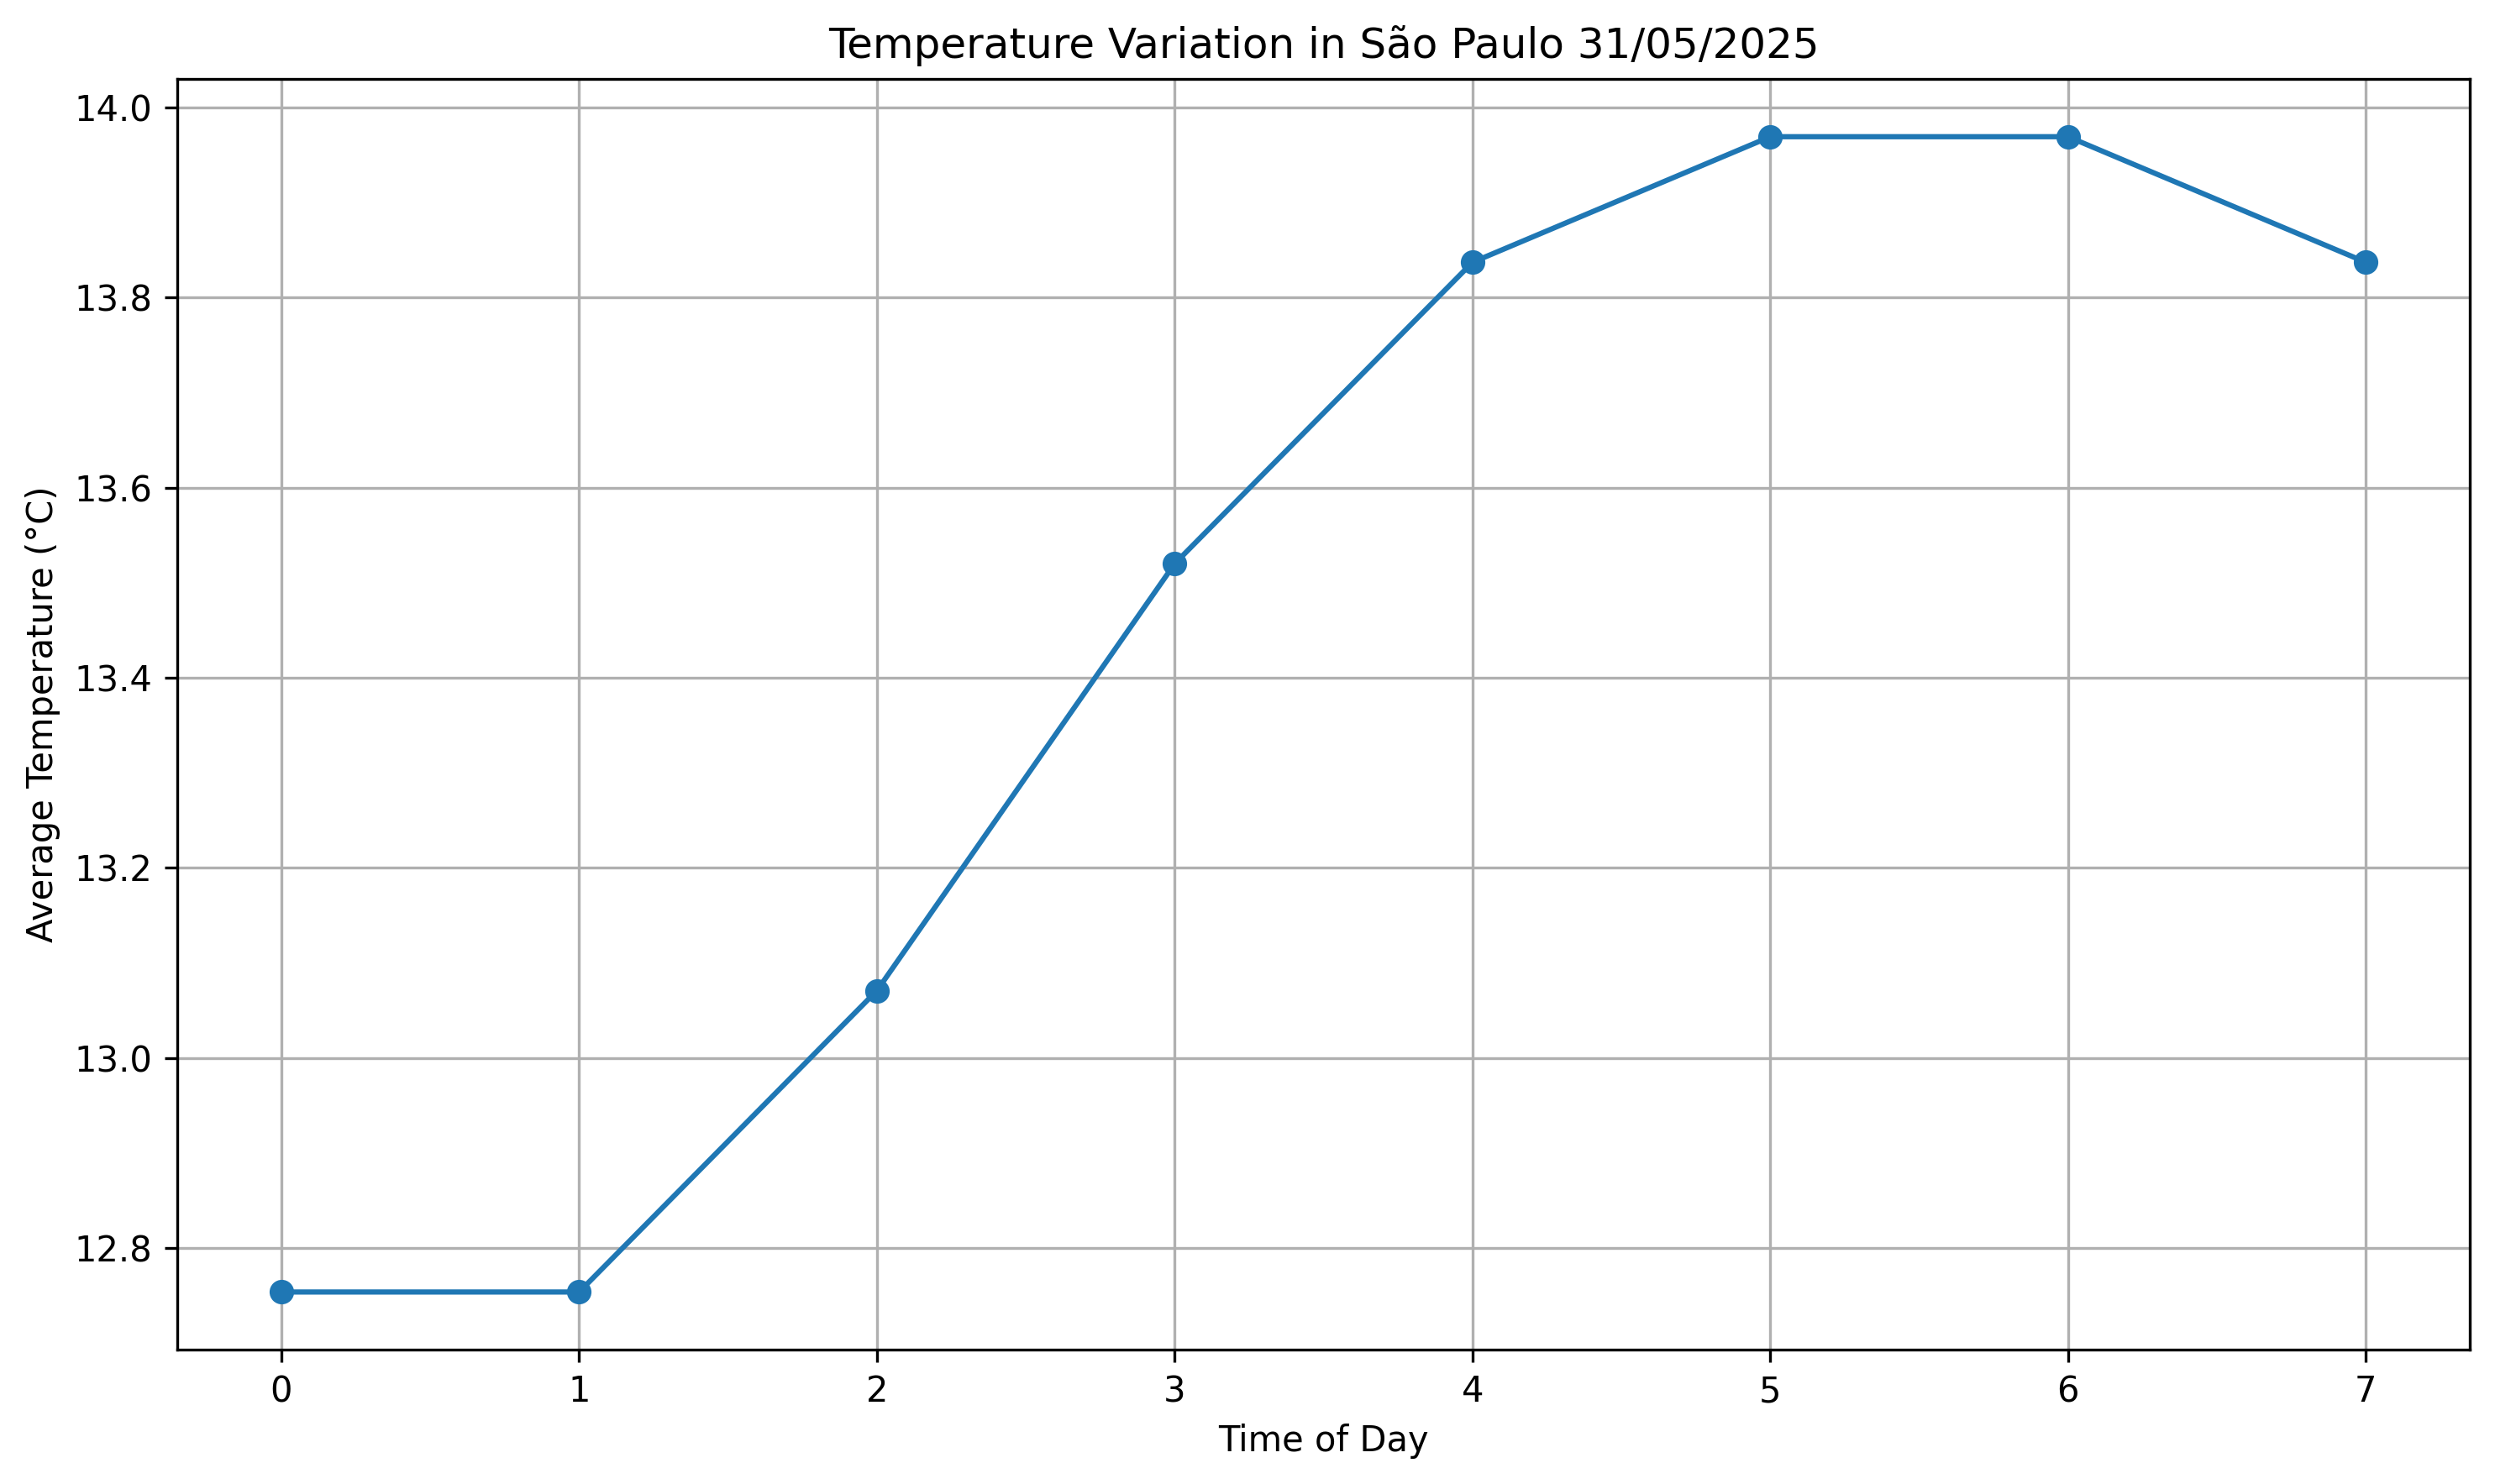 Temperature Variation in São Paulo 31/05/2025
14.0
13.8
13.6
13.4
13.2
13.0
12.8
Average Temperature (°C)
0 1 2 3 4 5 6 7
Time of Day